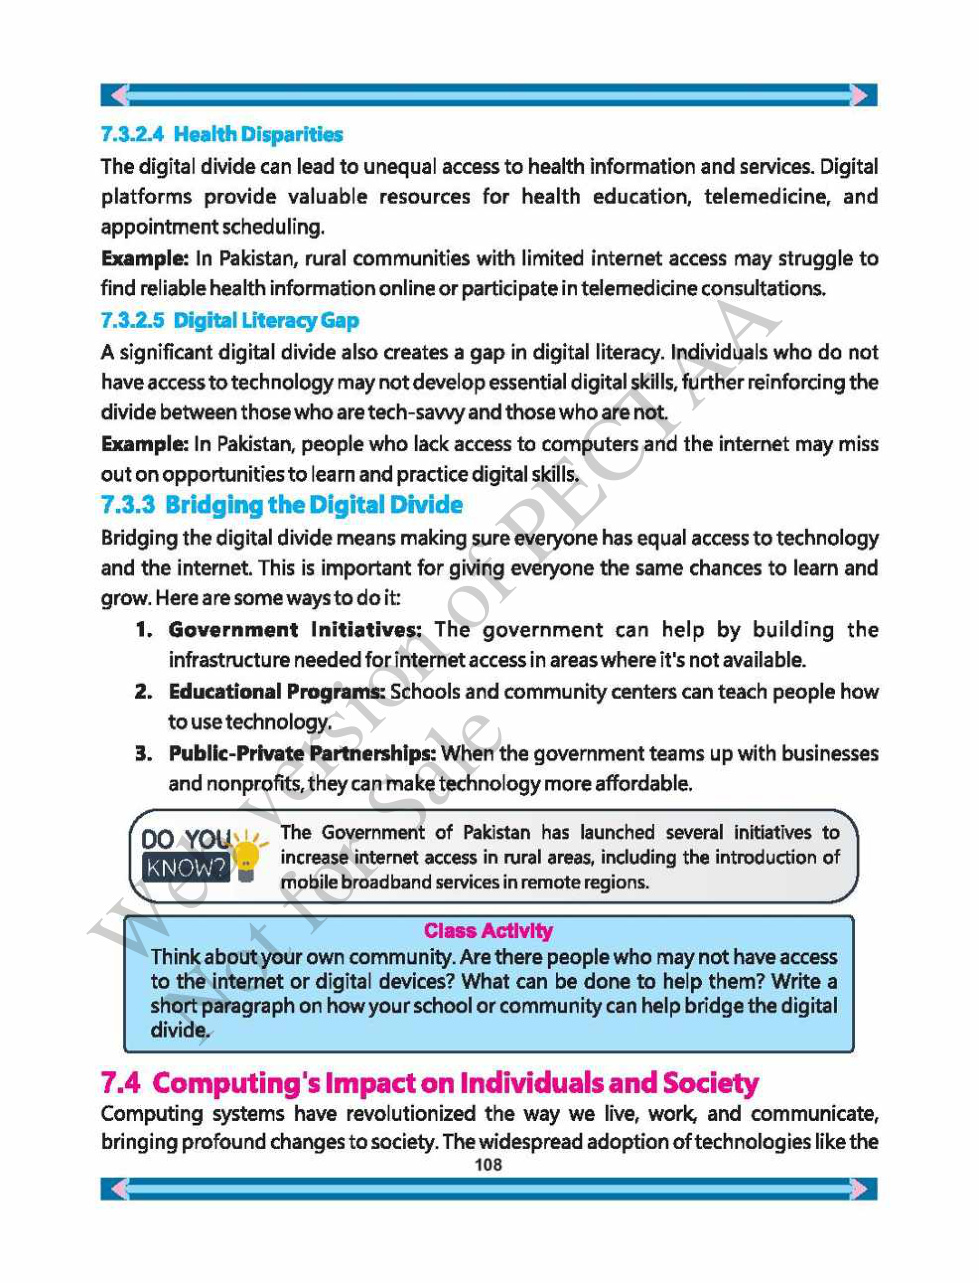 7.3.2.4 Health Disparities
The digital divide can lead to unequal access to health information and services. Digital
platforms provide valuable resources for health education, telemedicine, and
appointment scheduling.
Example: In Pakistan, rural communities with limited internet access may struggle to
find reliable health information online or participate in telemedicine consultations.
7.3.2.5 Digital Literacy Gap
A significant digital divide also creates a gap in digital literacy. Individuals who do not
have access to technology may not develop essential digital skills, further reinforcing the
divide between those who are tech-savvy and those who are not.
Example: In Pakistan, people who lack access to computers and the internet may miss
out on opportunities to learn and practice digital skills.
7.3.3 Bridging the Digital Divide
Bridging the digital divide means making sure everyone has equal access to technology
and the internet. This is important for giving everyone the same chances to learn and
grow. Here are some ways to do it:
1. Government Initiatives: The government can help by building the
infrastructure needed for internet access in areas where it's not available.
2. Educational Programs: Schools and community centers can teach people how
to use technology.
3. Public-Private Partnerships: When the government teams up with businesses
and nonprofits, they can make technology more affordable.
DO YOU
KNOW?
The Government of Pakistan has launched several initiatives to
increase internet access in rural areas, including the introduction of
mobile broadband services in remote regions.
Class Activity
Think about your own community. Are there people who may not have access
to the internet or digital devices? What can be done to help them? Write a
short paragraph on how your school or community can help bridge the digital
divide.
7.4 Computing's Impact on Individuals and Society
Computing systems have revolutionized the way we live, work, and communicate,
bringing profound changes to society. The widespread adoption of technologies like the
108
Web version of PECTAA
Not for Sale